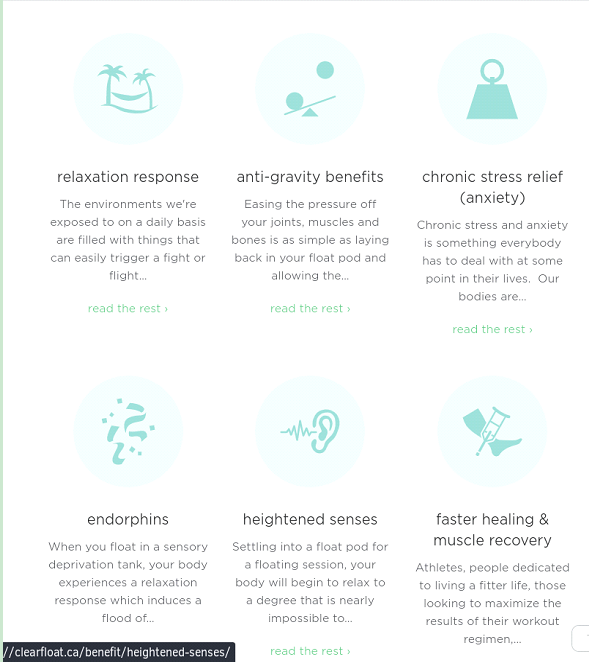 relaxation response
The environments we're
exposed to on a daily basis
are filled with things that
can easily trigger a fight or
flight...
read the rest ›
anti-gravity benefits
Easing the pressure off
your joints, muscles and
bones is as simple as laying
back in your float pod and
allowing the...
read the rest ›
chronic stress relief
(anxiety)
Chronic stress and anxiety
is something everybody
has to deal with at some
point in their lives.  Our
bodies are...
read the rest ›
endorphins
When you float in a sensory
deprivation tank, your body
experiences a relaxation
response which induces a
flood of...
heightened senses
Settling into a float pod for
a floating session, your
body will begin to relax to
a degree that is nearly
impossible to...
read the rest ›
faster healing &
muscle recovery
Athletes, people dedicated
to living a fitter life, those
looking to maximize the
results of their workout
regimen,...
//clearfloat.ca/benefit/heightened-senses/